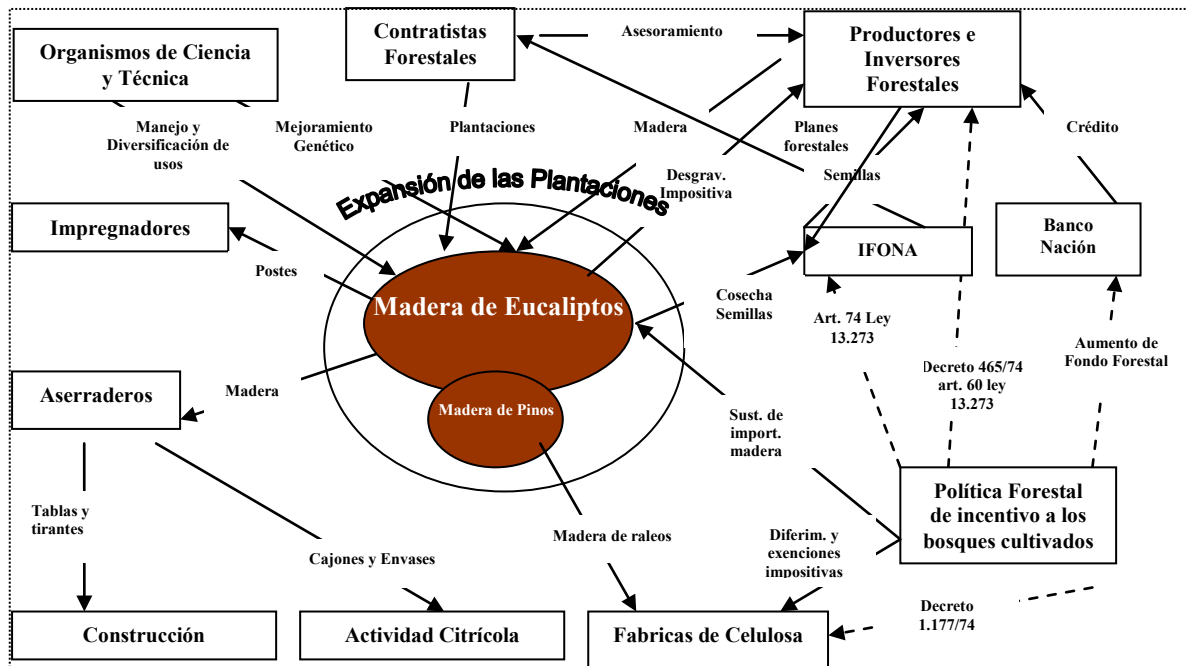 Organismos de Ciencia
y Técnica
Contratistas
Forestales
Asesoramiento
Productores e
Inversores
Forestales
Manejo y
Diversificación de
usos
Mejoramiento
Genético
Plantaciones
Madera
Planes
forestales
Crédito
Desgrav.
Impositiva
Semillas
Expansión de las Plantaciones
Impregnadores
IFONA
Banco
Nación
Postes
Madera de Eucaliptos
Cosecha
Semillas
Art. 74 Ley
13.273
Aumento de
Fondo Forestal
Decreto 465/74
art. 60 ley
13.273
Aserraderos
Madera
Madera de Pinos
Sust. de
import.
madera
Política Forestal
de incentivo a los
bosques cultivados
Tablas y
tirantes
Cajones y Envases
Madera de raleos
Diferim. y
exenciones
impositivas
Decreto
1.177/74
Construcción
Actividad Citrícola
Fabricas de Celulosa